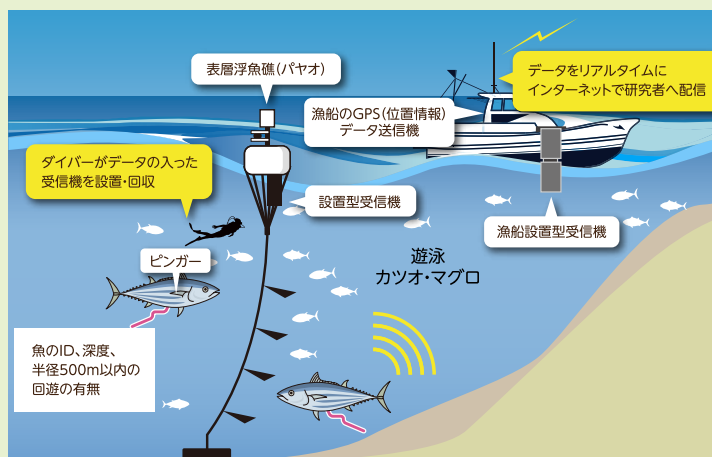 表層浮魚礁(パヤオ)
データをリアルタイムに
インターネットで研究者へ配信
漁船のGPS(位置情報)
データ送信機
ダイバーがデータの入った
受信機を設置・回収
設置型受信機
漁船設置型受信機
ピンガー
遊泳
カツオ・マグロ
魚のID、深度、
半径500m以内の
回遊の有無